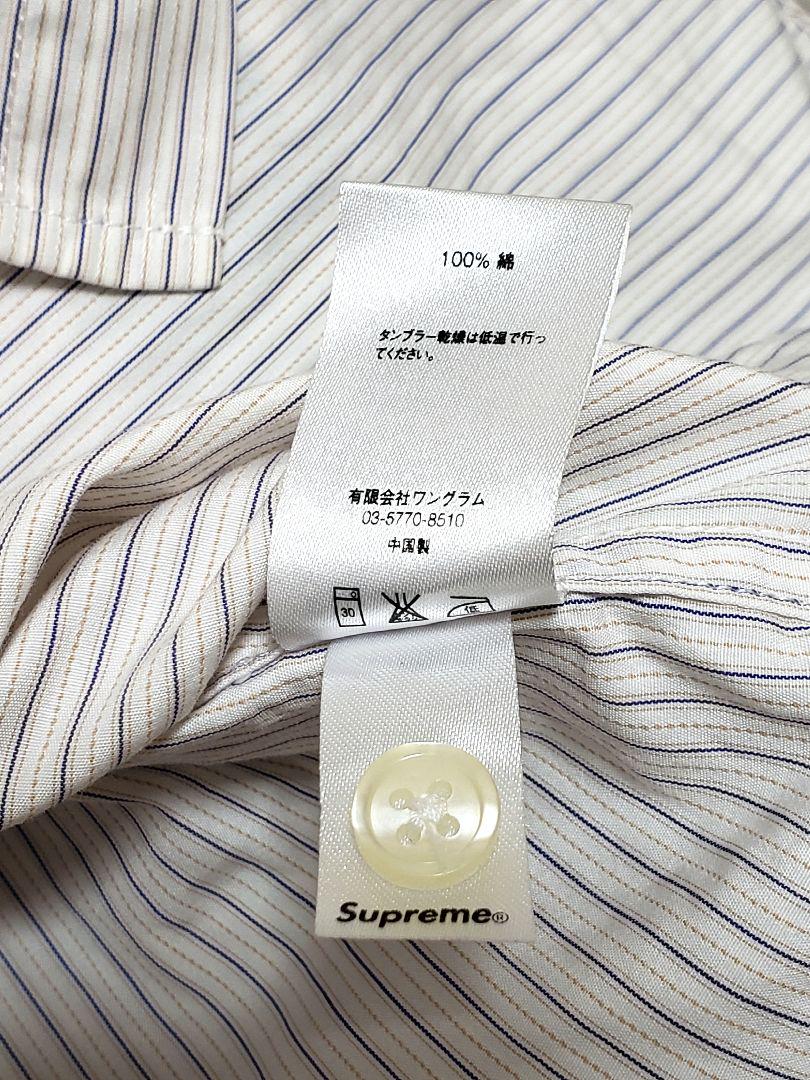 100% 綿
タンブラー乾燥は低温で行っ
てください。
有限会社ワングラム
03-5770-8510
中国製
30
低
Supreme®